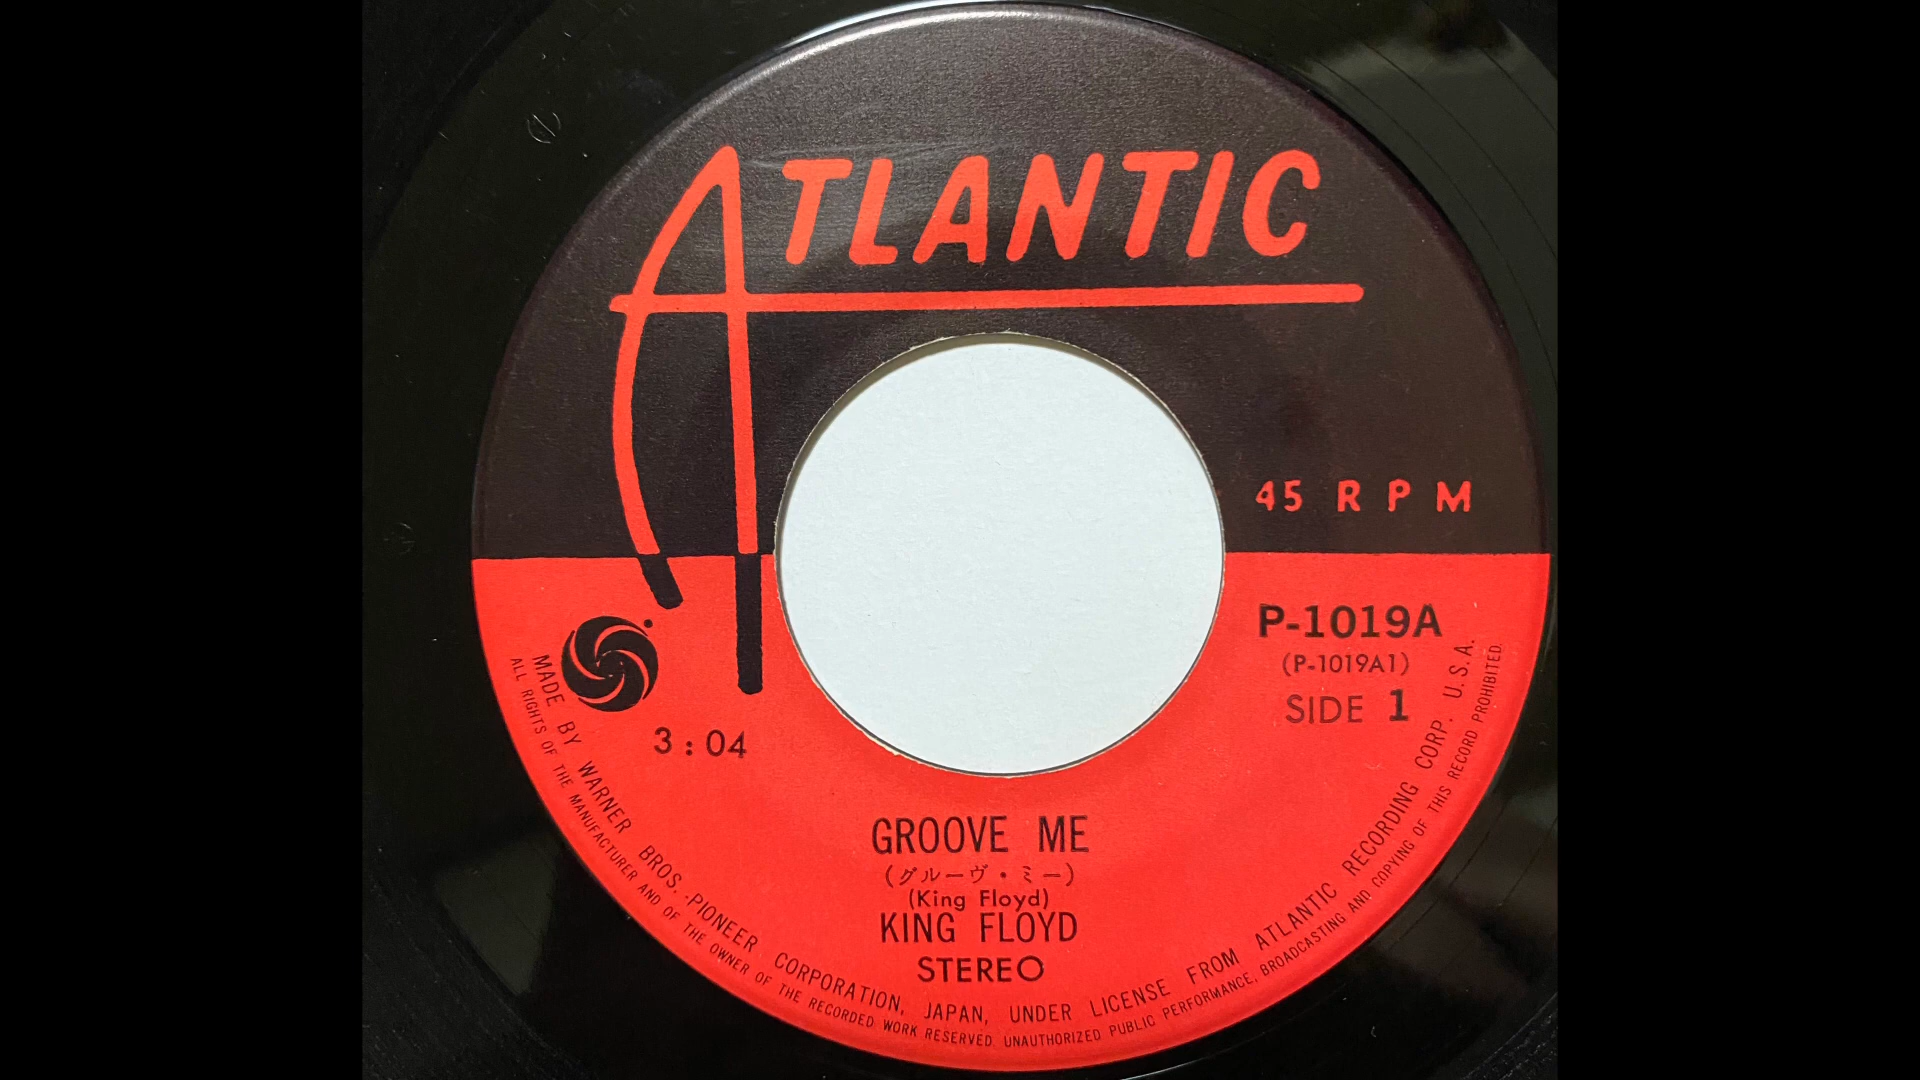 ATLANTIC
45 RPM
P-1019A
(P-1019A1)
SIDE 1
3:04
GROOVE ME
(グルーヴ・ミー)
(King Floyd)
KING FLOYD
STEREO
MADE BY WARNER BROS. .PIONEER CORPORATION, JAPAN, UNDER LICENSE FROM ATLANTIC RECORDING CORP. U.S.A.
ALL RIGHTS OF THE MANUFACTURER AND OF THE OWNER OF THE RECORDED WORK RESERVED. UNAUTHORIZED PUBLIC PERFORMANCE, BROADCASTING AND COPYING OF THIS RECORD PROHIBITED